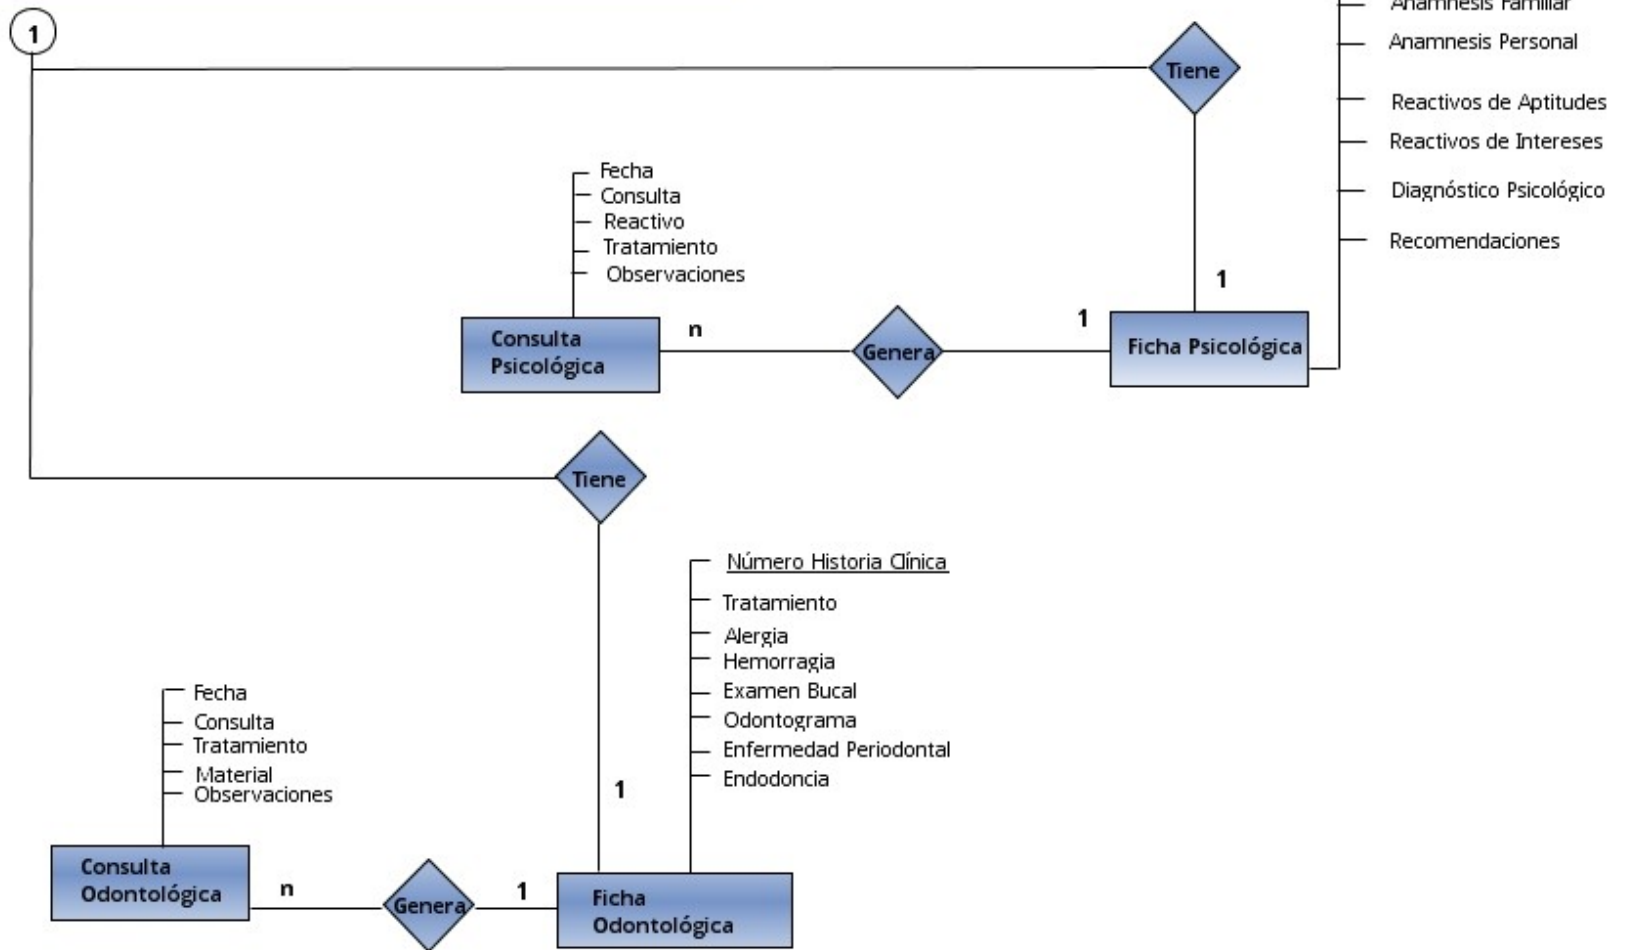 1
Anamnesis Familiar
Anamnesis Personal
Tiene
Reactivos de Aptitudes
Reactivos de Intereses
Diagnóstico Psicológico
Recomendaciones
Fecha
Consulta
Reactivo
Tratamiento
Observaciones
1
n
1
Consulta
Psicológica
Genera
Ficha Psicológica
Tiene
Número Historia Clínica
Tratamiento
Alergia
Hemorragia
Examen Bucal
Odontograma
Enfermedad Periodontal
Endodoncia
Fecha
Consulta
Tratamiento
Material
Observaciones
1
Consulta
Odontológica
n
Genera
1
Ficha
Odontológica